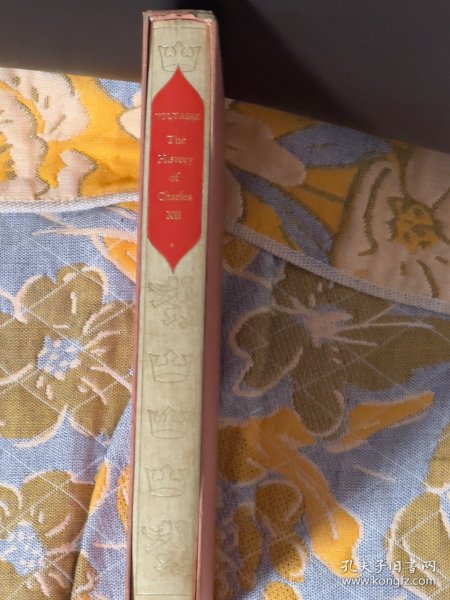 VOLTAIRE
The
History
of
Charles
XII
孔夫子旧书网
www.kongfz.com